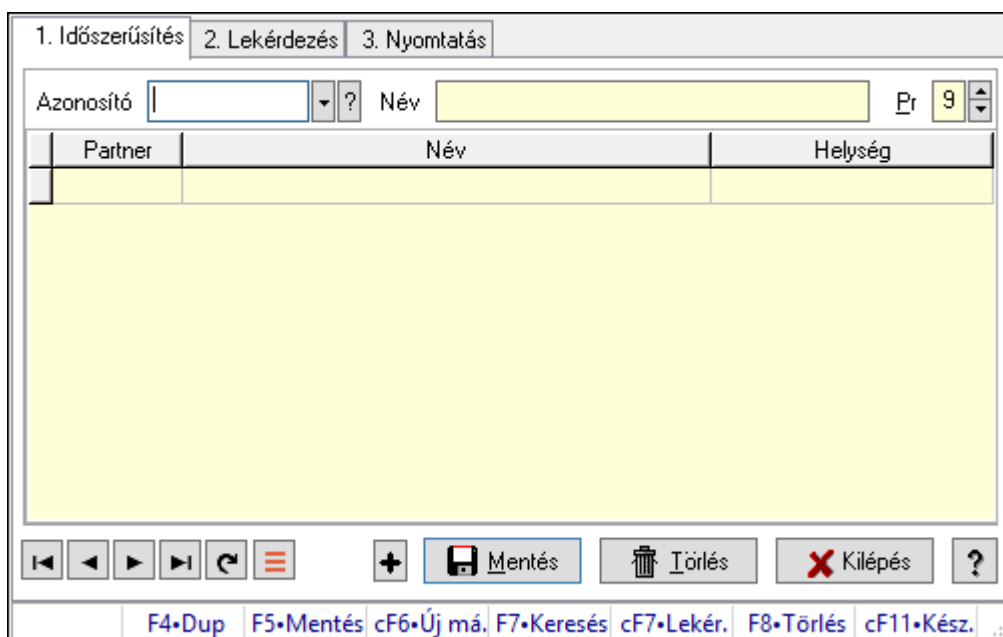 1. Időszerűsítés 2. Lekérdezés 3. Nyomtatás
Azonosító ? Név Pr 9
Partner Név Helység
Mentés Törlés Kilépés ?
F4•Dup F5•Mentés cF6•Új má. F7•Keresés cF7•Lekér. F8•Törlés cF11•Kész.